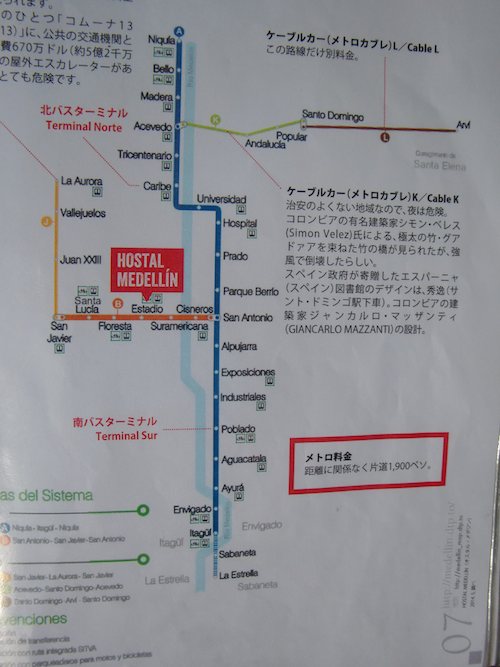 のひとつ「コムーナ13
13)」に、公共の交通機関と
費670万ドル(約5億2千万
の屋外エスカレーターがあ
とても危険です。
ケーブルカー(メトロカブレ)L/Cable L
この路線だけ別料金。
A
Niquía
Bello
Madera
北バスターミナル
Terminal Norte
Acevedo
K
Andalucía
Popular
Santo Domingo
L
Arví
Santa Elena
Tricentenario
Caribe
La Aurora
J
Vallejuelos
Juan XXIII
Universidad
Hospital
Prado
Parque Berrío
ケーブルカー(メトロカブレ)K/Cable K
治安のよくない地域なので、夜は危険。
コロンビアの有名建築家シモン・ベレス
(Simon Velez)氏による、極太の竹・グア
ドゥアを束ねた竹の橋が見られたが、強
風で倒壊したらしい。
スペイン政府が寄贈したエスパーニャ
(スペイン)図書館のデザインは、秀逸(サ
ント・ドミンゴ駅下車)。コロンビアの建
築家ジャンカルロ・マッザンティ
(GIANCARLO MAZZANTI)の設計。
HOSTAL
MEDELLÍN
San
Javier
Santa
Lucía
B
Floresta
Estadio
Suramericana
Cisneros
San Antonio
Alpujarra
Exposiciones
Industriales
南バスターミナル
Terminal Sur
Poblado
Aguacatala
Ayurá
Envigado
Envigado
Itagüí
Itagüí
Sabaneta
La Estrella
La Estrella
Sabaneta
メトロ料金
距離に関係なく片道1,900ペソ。
as del Sistema
A Niquía - Itagüí - Niquía
B San Antonio - San Javier - San Antonio
San Javier - La Aurora - San Javier
Acevedo - Santo Domingo - Acevedo
Santo Domingo - Arví - Santo Domingo
venciones
ción
ción de transferencia
ción con ruta integrada SITVA
07